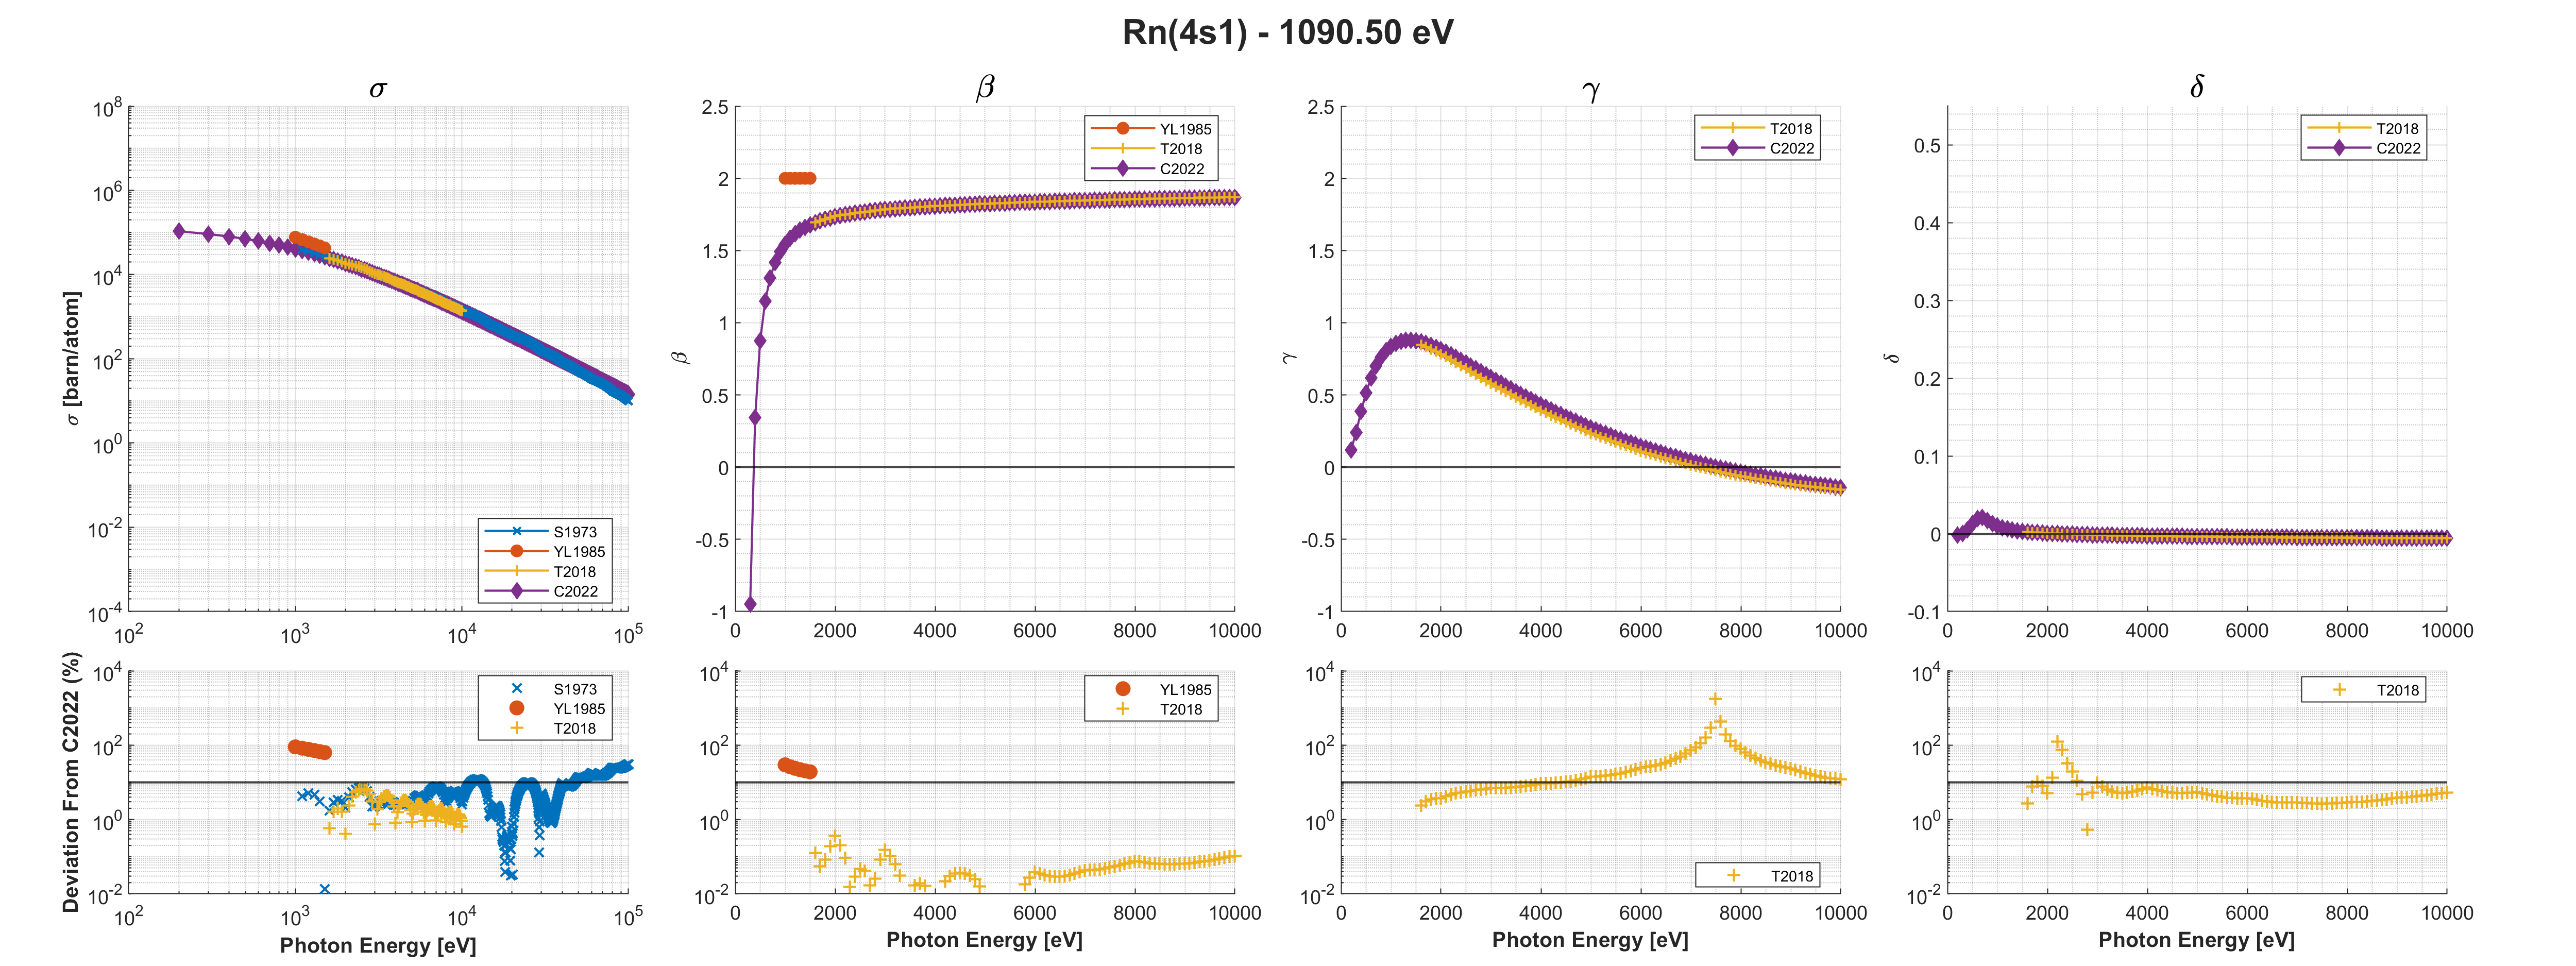 Rn(4s1) - 1090.50 eV
σ
σ [barn/atom]
10^8
10^6
10^4
10^2
10^0
10^-2
10^-4
10^2
10^3
10^4
10^5
S1973
YL1985
T2018
C2022
β
β
2.5
2
1.5
1
0.5
0
-0.5
-1
0
2000
4000
6000
8000
10000
YL1985
T2018
C2022
γ
γ
2.5
2
1.5
1
0.5
0
-0.5
-1
0
2000
4000
6000
8000
10000
T2018
C2022
δ
δ
0.5
0.4
0.3
0.2
0.1
0
-0.1
0
2000
4000
6000
8000
10000
T2018
C2022
Deviation From C2022 (%)
10^4
10^2
10^0
10^-2
10^2
10^3
10^4
10^5
S1973
YL1985
T2018
Photon Energy [eV]
10^4
10^2
10^0
10^-2
0
2000
4000
6000
8000
10000
YL1985
T2018
Photon Energy [eV]
10^4
10^2
10^0
10^-2
0
2000
4000
6000
8000
10000
T2018
Photon Energy [eV]
10^4
10^2
10^0
10^-2
0
2000
4000
6000
8000
10000
T2018
Photon Energy [eV]